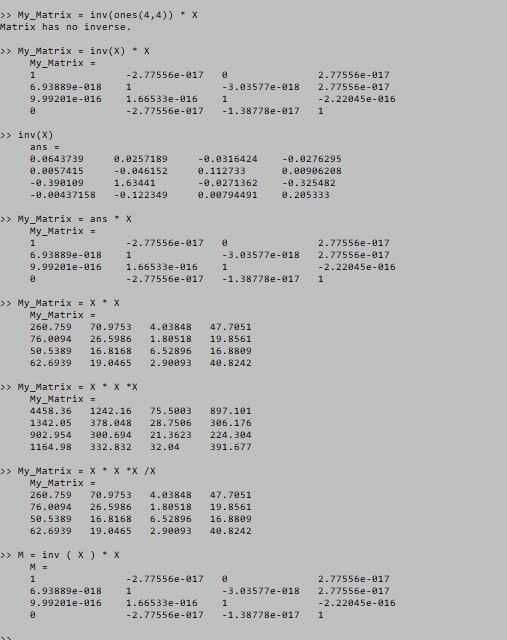 >> My_Matrix = inv(ones(4,4)) * X
Matrix has no inverse.
>> My_Matrix = inv(X) * X
My_Matrix =
1 -2.77556e-017 0 2.77556e-017
6.93889e-018 1 -3.03577e-018 2.77556e-017
9.99201e-016 1.66533e-016 1 -2.22045e-016
0 -2.77556e-017 -1.38778e-017 1
>> inv(X)
ans =
0.0643739 0.0257189 -0.0316424 -0.0276295
0.0057415 -0.046152 0.112733 0.00906208
-0.390109 1.63441 -0.0271362 -0.325482
-0.00437158 -0.122349 0.00794491 0.205333
>> My_Matrix = ans * X
My_Matrix =
1 -2.77556e-017 0 2.77556e-017
6.93889e-018 1 -3.03577e-018 2.77556e-017
9.99201e-016 1.66533e-016 1 -2.22045e-016
0 -2.77556e-017 -1.38778e-017 1
>> My_Matrix = X * X
My_Matrix =
260.759 70.9753 4.03848 47.7051
76.0094 26.5986 1.80518 19.8561
50.5389 16.8168 6.52896 16.8809
62.6939 19.0465 2.90093 40.8242
>> My_Matrix = X * X *X
My_Matrix =
4458.36 1242.16 75.5003 897.101
1342.05 378.048 28.7506 306.176
902.954 300.694 21.3623 224.304
1164.98 332.832 32.04 391.677
>> My_Matrix = X * X *X /X
My_Matrix =
260.759 70.9753 4.03848 47.7051
76.0094 26.5986 1.80518 19.8561
50.5389 16.8168 6.52896 16.8809
62.6939 19.0465 2.90093 40.8242
>> M = inv ( X ) * X
M =
1 -2.77556e-017 0 2.77556e-017
6.93889e-018 1 -3.03577e-018 2.77556e-017
9.99201e-016 1.66533e-016 1 -2.22045e-016
0 -2.77556e-017 -1.38778e-017 1
>>